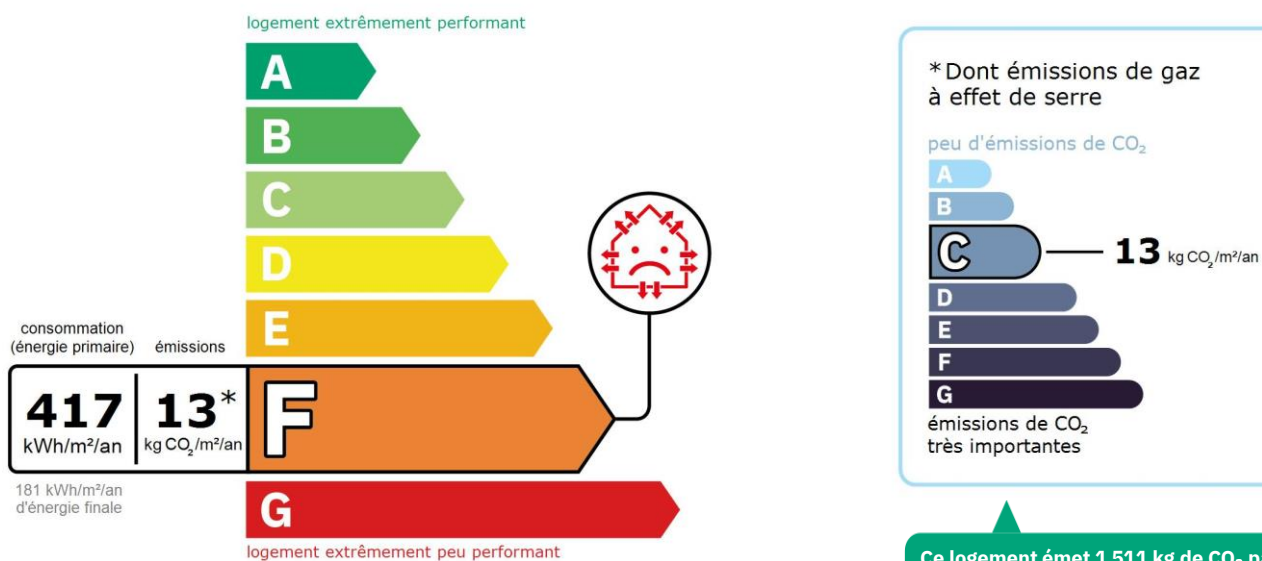 logement extrêmement performant
A
B
C
D
E
consommation
(énergie primaire)
émissions
417
kWh/m²/an
13*
kg CO₂/m²/an
F
181 kWh/m²/an
d'énergie finale
G
logement extrêmement peu performant
*Dont émissions de gaz
à effet de serre
peu d'émissions de CO₂
A
B
C
13 kg CO₂/m²/an
D
E
F
G
émissions de CO₂
très importantes
Ce logement émet 1 511 kg de CO₂